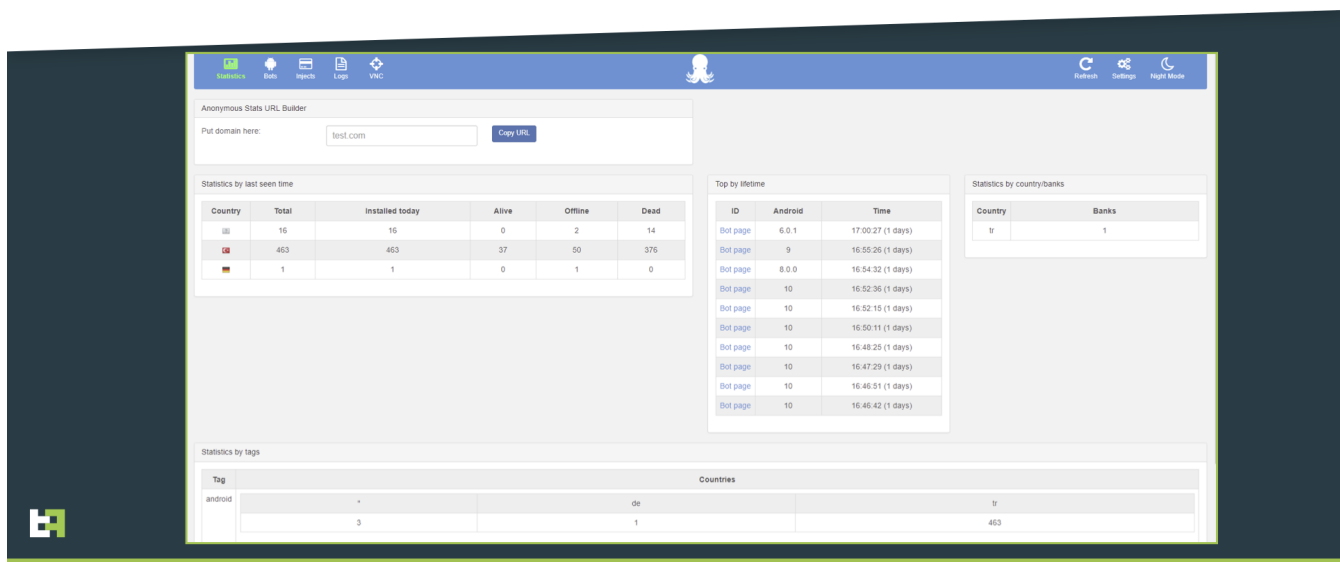 Statistics Bots Injects Logs VNC Refresh Settings Night Mode
Anonymous Stats URL Builder
Put domain here: test.com Copy URL
Statistics by last seen time
Country Total Installed today Alive Offline Dead
16 16 0 2 14
463 463 37 50 376
1 1 0 1 0
Top by lifetime
ID Android Time
Bot page 6.0.1 17:00:27 (1 days)
Bot page 9 16:55:26 (1 days)
Bot page 8.0.0 16:54:32 (1 days)
Bot page 10 16:52:36 (1 days)
Bot page 10 16:52:15 (1 days)
Bot page 10 16:50:11 (1 days)
Bot page 10 16:48:25 (1 days)
Bot page 10 16:47:29 (1 days)
Bot page 10 16:46:51 (1 days)
Bot page 10 16:46:42 (1 days)
Statistics by country/banks
Country Banks
tr 1
Statistics by tags
Tag Countries
android * de tr
3 1 463